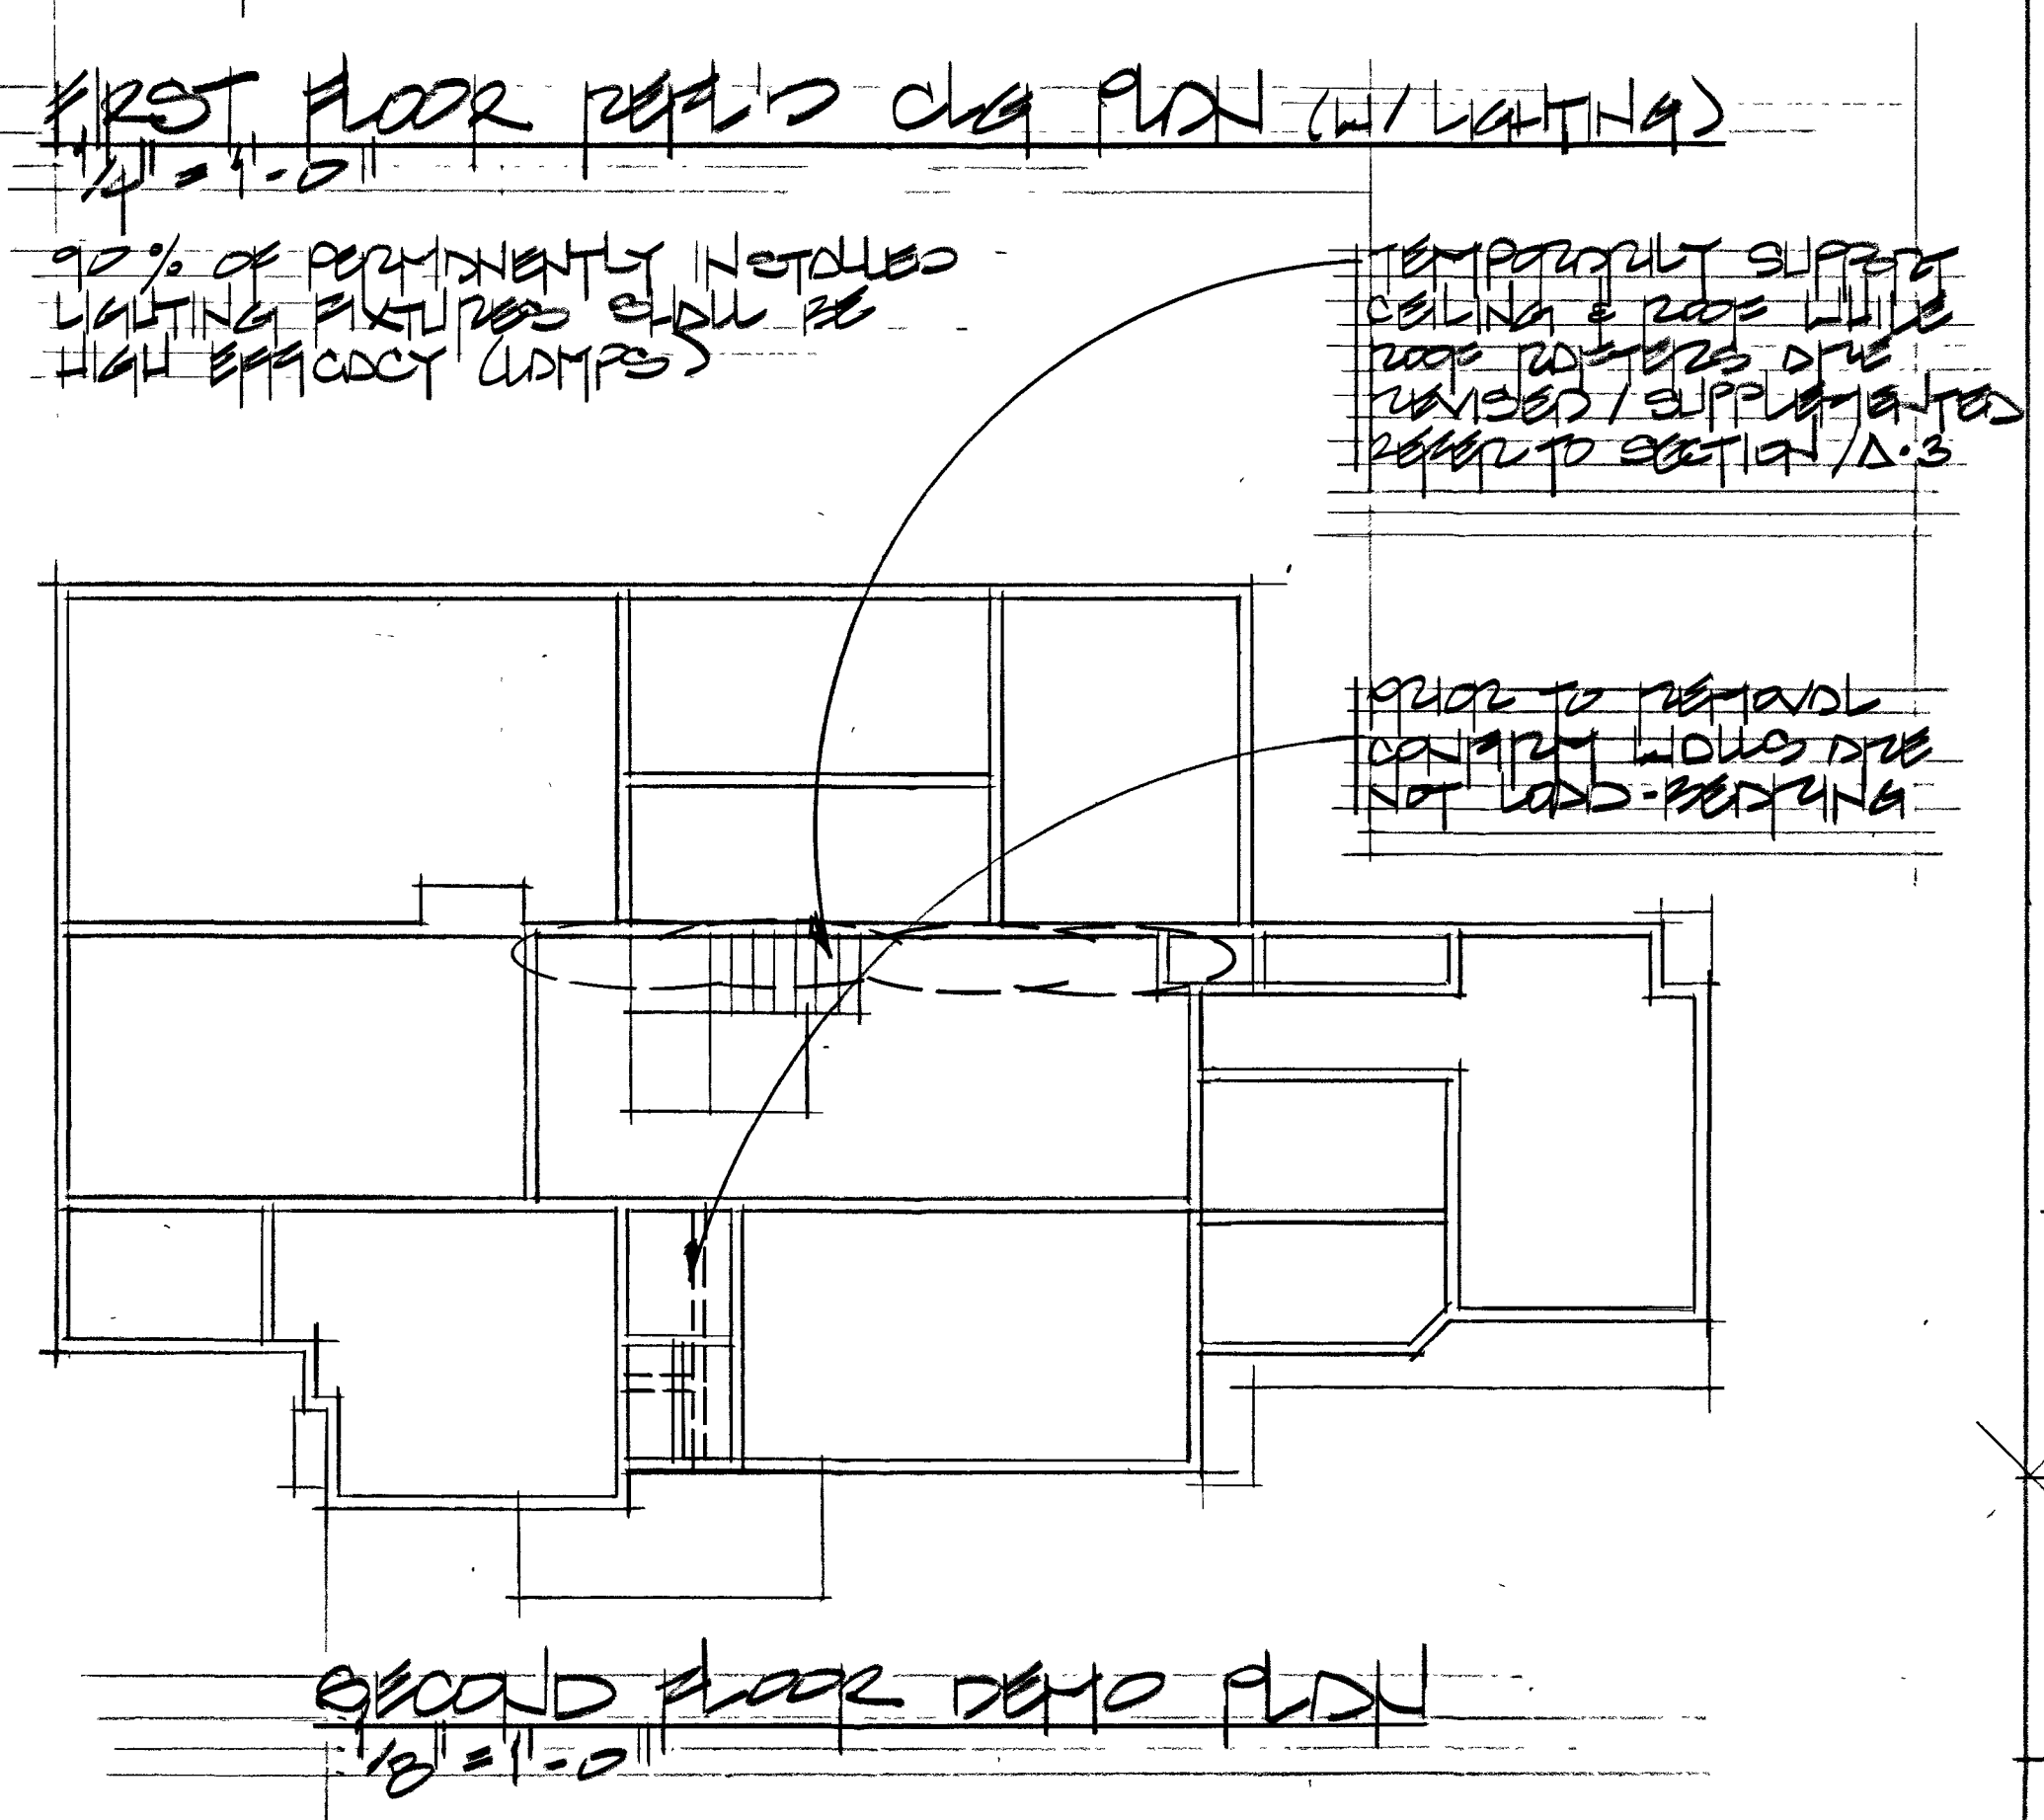 FIRST FLOOR REFL'D CLG PLAN (W/ LIGHTING)
1/4" = 1'-0"
90% OF PERMANENTLY INSTALLED
LIGHTING FIXTURES SHALL BE
HIGH EFFICACY (LAMPS)
TEMPORARILY SUPPORT
CEILING & ROOF WHILE
ROOF RAFTERS ARE
REVISED / SUPPLEMENTED
REFER TO SECTION /A.3
PRIOR TO REMOVAL
CONFIRM WALLS ARE
NOT LOAD-BEARING
SECOND FLOOR DEMO PLAN
1/8" = 1'-0"